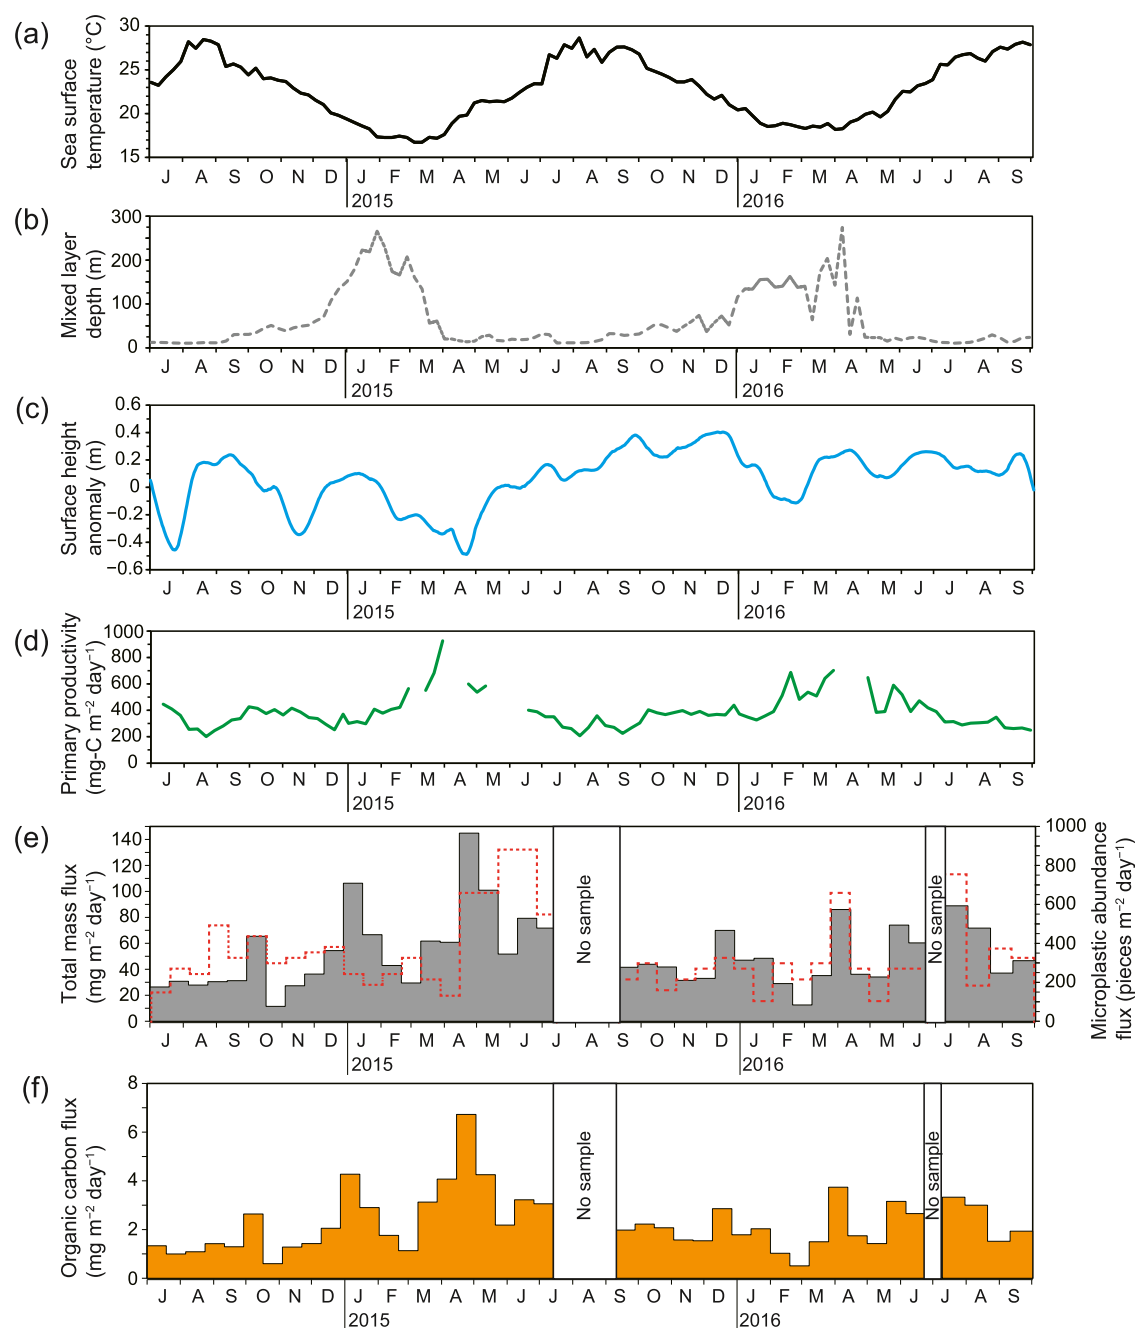 (a)
Sea surface
temperature (°C)
30
25
20
15
J A S O N D J F M A M J J A S O N D J F M A M J J A S
2015 2016
(b)
Mixed layer
depth (m)
300
200
100
0
J A S O N D J F M A M J J A S O N D J F M A M J J A S
2015 2016
(c)
Surface height
anomaly (m)
0.6
0.4
0.2
0
−0.2
−0.4
−0.6
J A S O N D J F M A M J J A S O N D J F M A M J J A S
2015 2016
(d)
Primary productivity
(mg-C m⁻² day⁻¹)
1000
800
600
400
200
0
J A S O N D J F M A M J J A S O N D J F M A M J J A S
2015 2016
(e)
Total mass flux
(mg m⁻² day⁻¹)
140
120
100
80
60
40
20
0
No sample
No sample
1000
800
600
400
200
0
Microplastic abundance
flux (pieces m⁻² day⁻¹)
J A S O N D J F M A M J J A S O N D J F M A M J J A S
2015 2016
(f)
Organic carbon flux
(mg m⁻² day⁻¹)
8
6
4
2
0
No sample
No sample
J A S O N D J F M A M J J A S O N D J F M A M J J A S
2015 2016